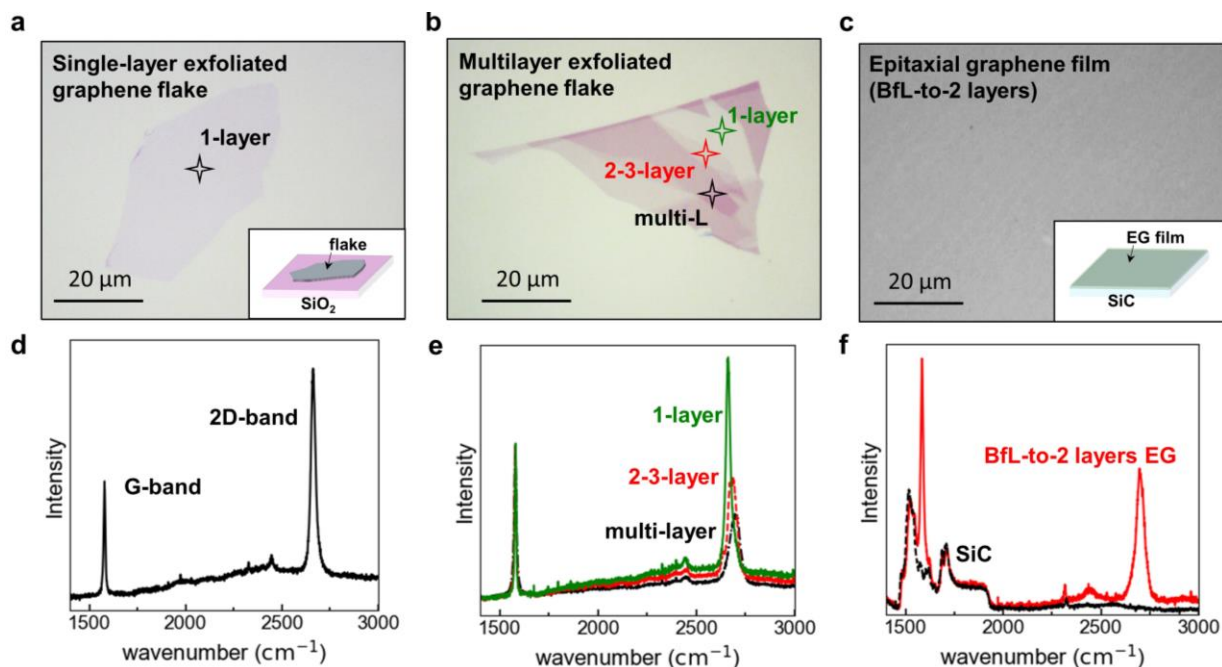 a
Single-layer exfoliated
graphene flake
1-layer
20 µm
flake
SiO₂
b
Multilayer exfoliated
graphene flake
1-layer
2-3-layer
multi-L
20 µm
c
Epitaxial graphene film
(BfL-to-2 layers)
20 µm
EG film
SiC
d
Intensity
2D-band
G-band
1500 2000 2500 3000
wavenumber (cm⁻¹)
e
Intensity
1-layer
2-3-layer
multi-layer
1500 2000 2500 3000
wavenumber (cm⁻¹)
f
Intensity
BfL-to-2 layers EG
SiC
1500 2000 2500 3000
wavenumber (cm⁻¹)